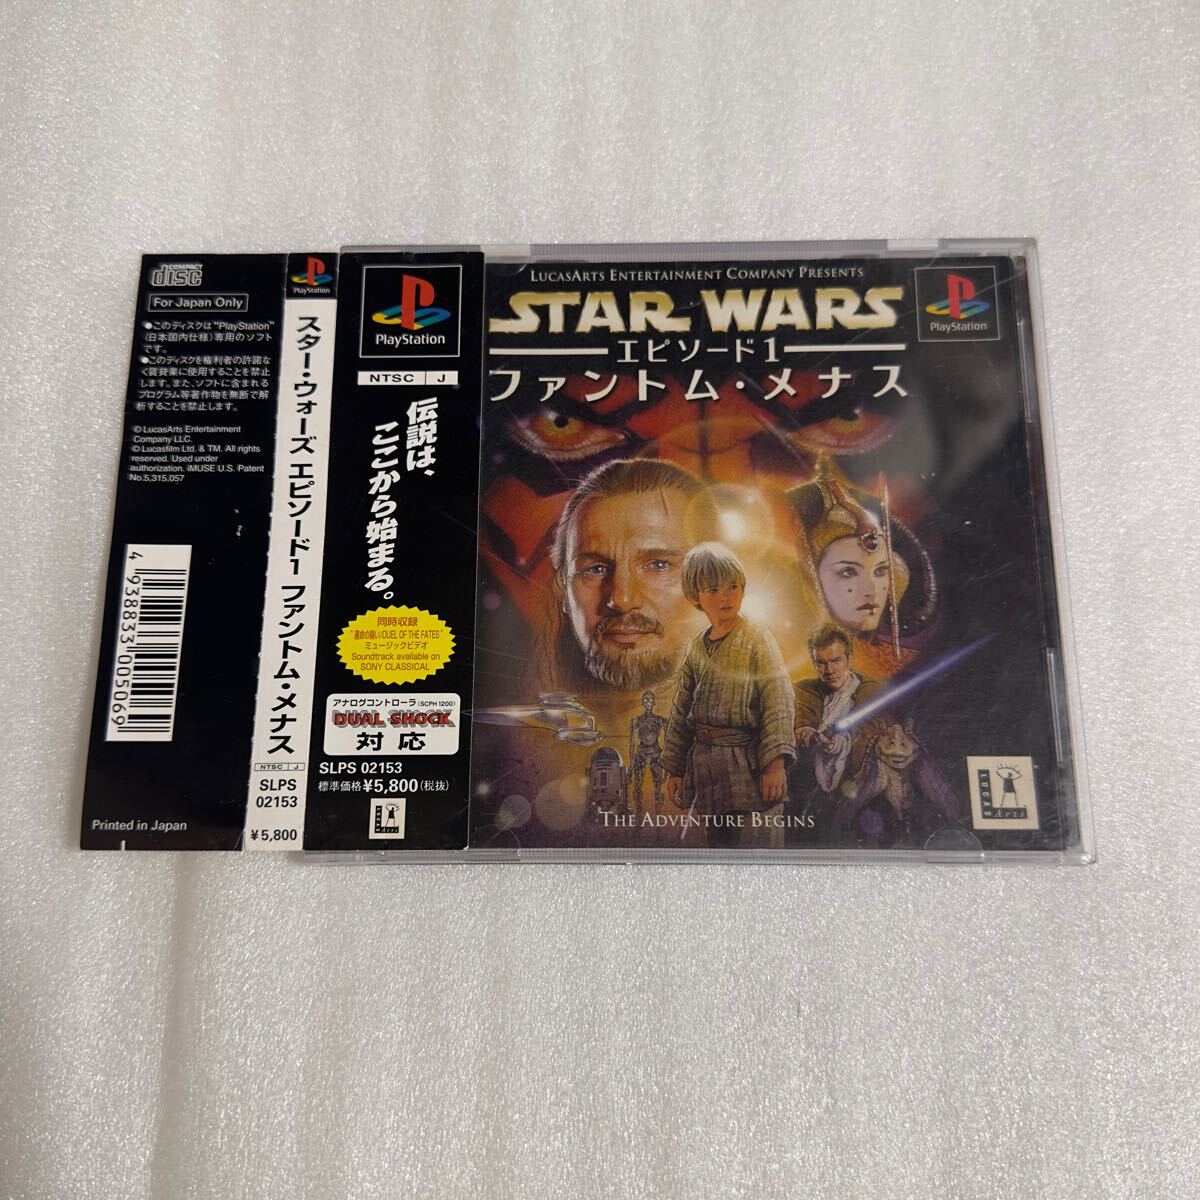 COMPACT
disc
For Japan Only
●このディスクは"PlayStation"
(日本国内仕様)専用のソフト
です。
●このディスクを権利者の許諾な
く賃貸業に使用することを禁止
します。また、ソフトに含まれる
プログラム等著作物を無断で解
析することを禁止します。
© LucasArts Entertainment
Company LLC.
© Lucasfilm Ltd. & TM. All rights
reserved. Used under
authorization. iMUSE U.S. Patent
No.5,315,057
4 938833 005069
Printed in Japan
PlayStation
スター・ウォーズ エピソード1 ファントム・メナス
NTSC J
SLPS
02153
¥5,800
PlayStation
NTSC J
伝説は、
ここから始まる。
同時収録
"運命の闘い/DUEL OF THE FATES"
ミュージックビデオ
Soundtrack available on
SONY CLASSICAL
アナログコントローラ(SCPH 1200)
DUAL SHOCK
対応
SLPS 02153
標準価格¥5,800(税抜)
LUCAS
Arts
LUCASARTS ENTERTAINMENT COMPANY PRESENTS
STAR WARS
エピソード1
ファントム・メナス
PlayStation
THE ADVENTURE BEGINS
LUCAS
Arts